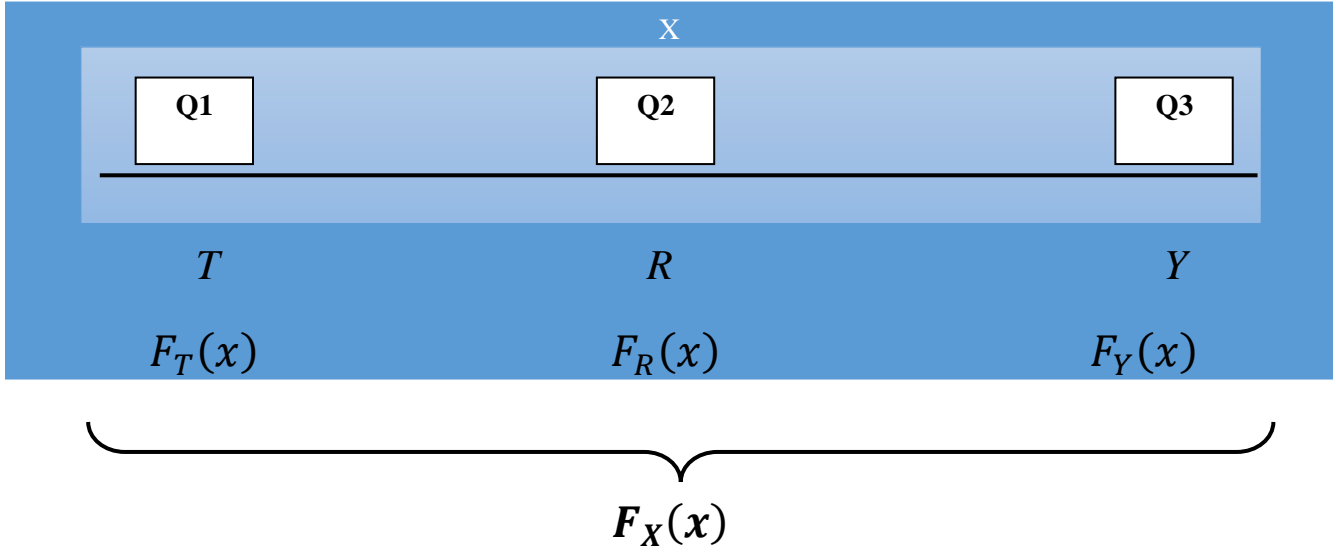 X
Q1 Q2 Q3
T R Y
F_T(x) F_R(x) F_Y(x)
F_X(x)